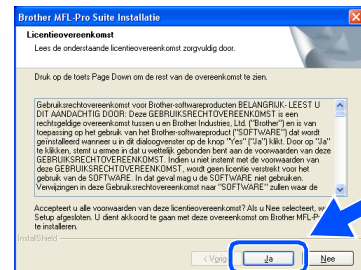 Brother MFL-Pro Suite Installatie
Licentieovereenkomst
Lees de onderstaande licentieovereenkomst zorgvuldig door.
Druk op de toets Page Down om de rest van de overeenkomst te zien.
Gebruiksrechtovereenkomst voor Brother-softwareproducten BELANGRIJK- LEEST U
DIT AANDACHTIG DOOR: Deze GEBRUIKSRECHTOVEREENKOMST is een
rechtsgeldige overeenkomst tussen u en Brother Industries, Ltd. ("Brother") en is van
toepassing op het gebruik van het Brother-softwareproduct ("SOFTWARE") dat wordt
geïnstalleerd wanneer u in dit dialoogvenster op de knop "Yes" ("Ja") klikt. Door op "Ja"
te klikken, stemt u ermee in dat u wettelijk gebonden bent aan de voorwaarden van deze
GEBRUIKSRECHTOVEREENKOMST. Indien u niet instemt met de voorwaarden van
deze GEBRUIKSRECHTOVEREENKOMST, wordt geen licentie verstrekt voor het
gebruik van de SOFTWARE. In dat geval mag u de SOFTWARE niet gebruiken.
Verwijzingen in deze Gebruiksrechtovereenkomst naar "SOFTWARE" zullen waar de
Accepteert u alle voorwaarden van deze licentieovereenkomst? Als u Nee selecteert, w
Setup afgesloten. U dient akkoord te gaan met deze overeenkomst om Brother MFL-P
te installeren.
InstallShield
< Vorig
Ja
Nee